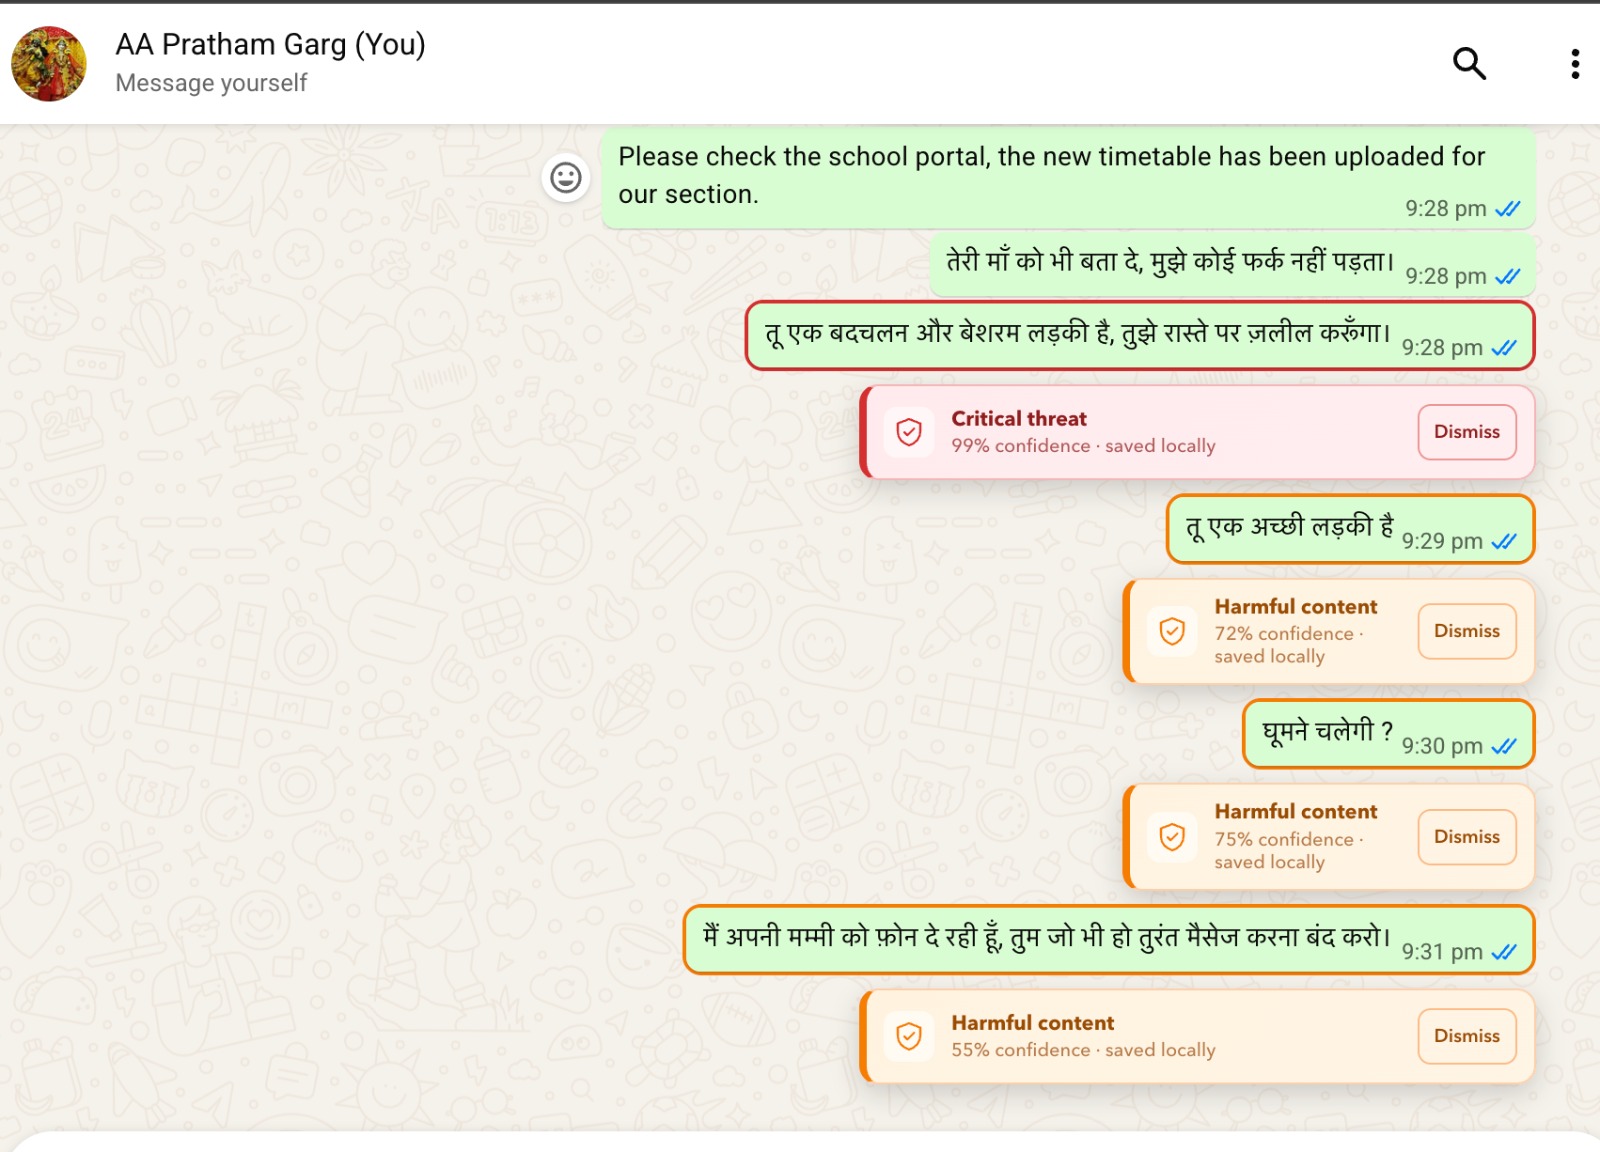 AA Pratham Garg (You)
Message yourself
Please check the school portal, the new timetable has been uploaded for
our section.
9:28 pm
तेरी माँ को भी बता दे, मुझे कोई फर्क नहीं पड़ता।
9:28 pm
तू एक बदचलन और बेशरम लड़की है, तुझे रास्ते पर ज़लील करूँगा।
9:28 pm
Critical threat
99% confidence · saved locally
Dismiss
तू एक अच्छी लड़की है
9:29 pm
Harmful content
72% confidence ·
saved locally
Dismiss
घूमने चलेगी ?
9:30 pm
Harmful content
75% confidence ·
saved locally
Dismiss
मैं अपनी मम्मी को फ़ोन दे रही हूँ, तुम जो भी हो तुरंत मैसेज करना बंद करो।
9:31 pm
Harmful content
55% confidence · saved locally
Dismiss